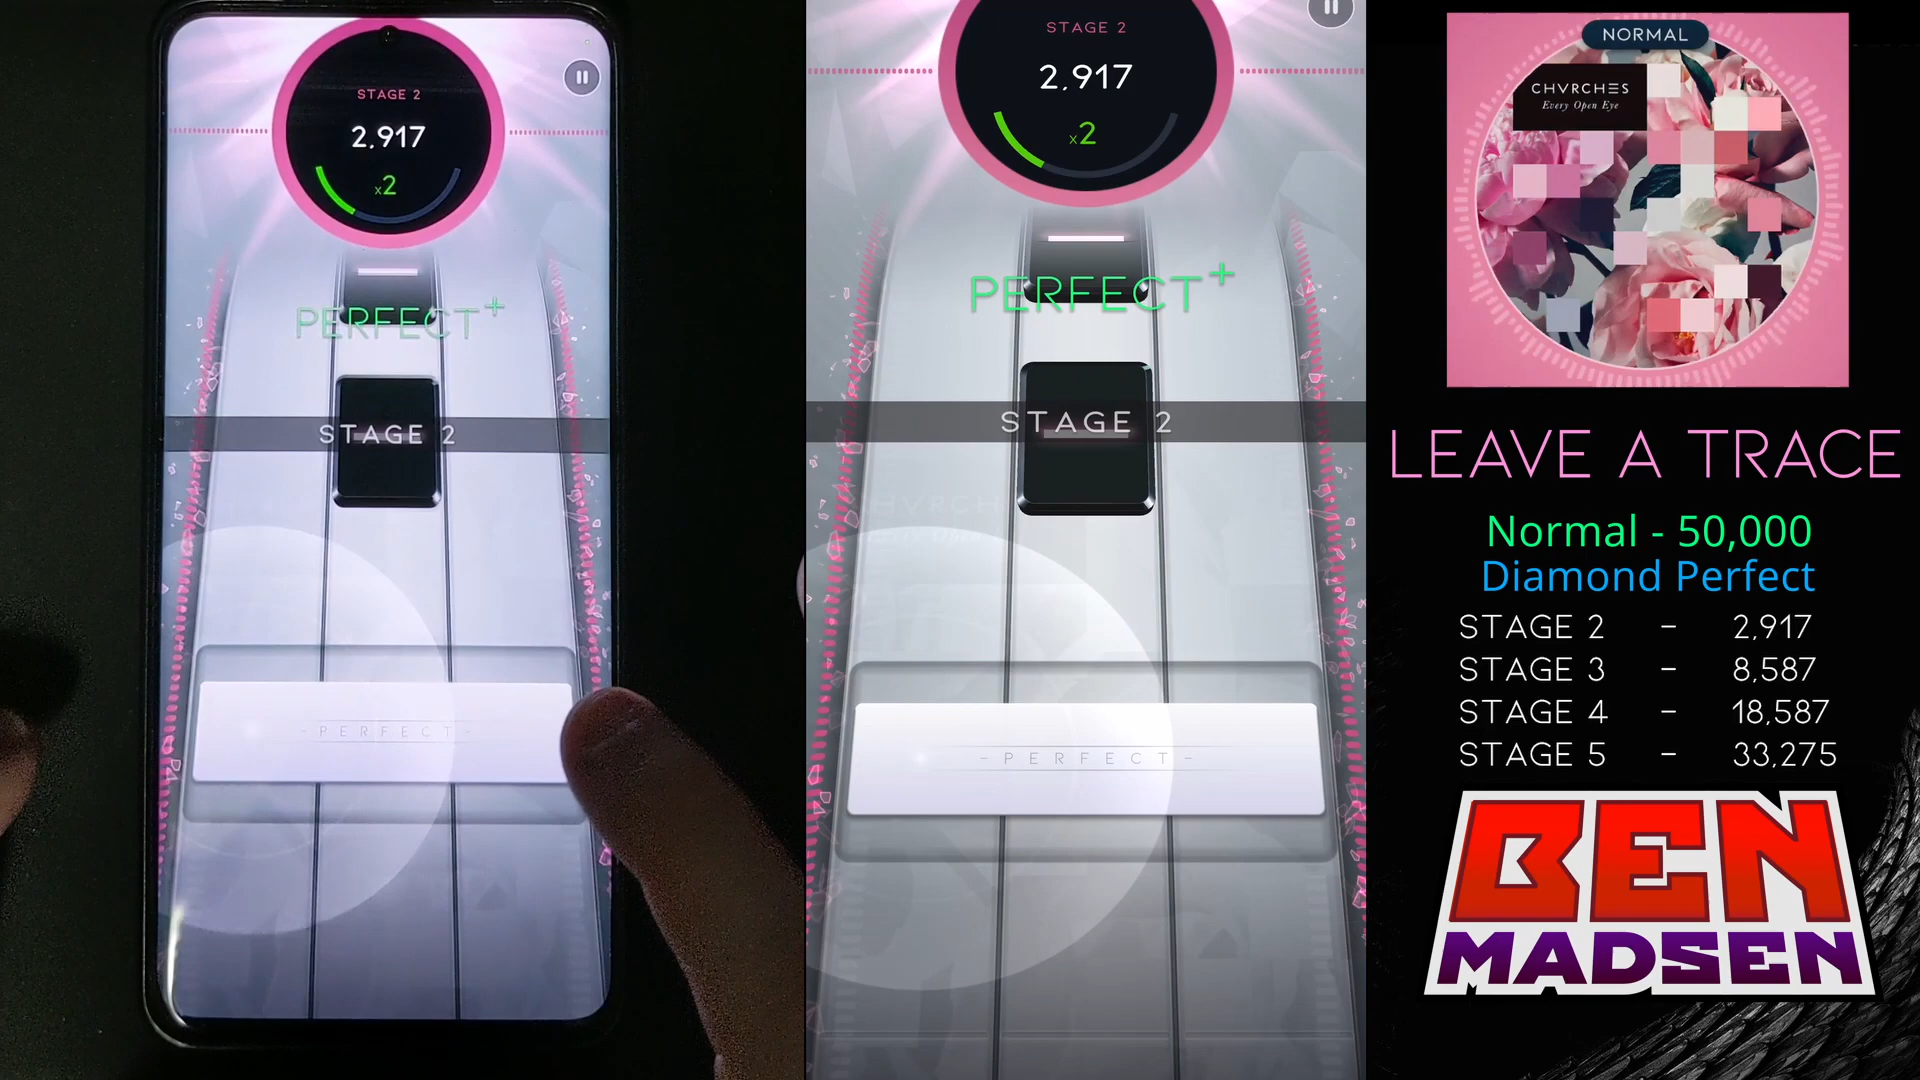 STAGE 2
2,917
x2
PERFECT+
STAGE 2
- PERFECT -
STAGE 2
2,917
x2
PERFECT+
STAGE 2
CHVRCHES
- PERFECT -
NORMAL
CHVRCHES
Every Open Eye
LEAVE A TRACE
Normal - 50,000
Diamond Perfect
STAGE 2 - 2,917
STAGE 3 - 8,587
STAGE 4 - 18,587
STAGE 5 - 33,275
BEN
MADSEN